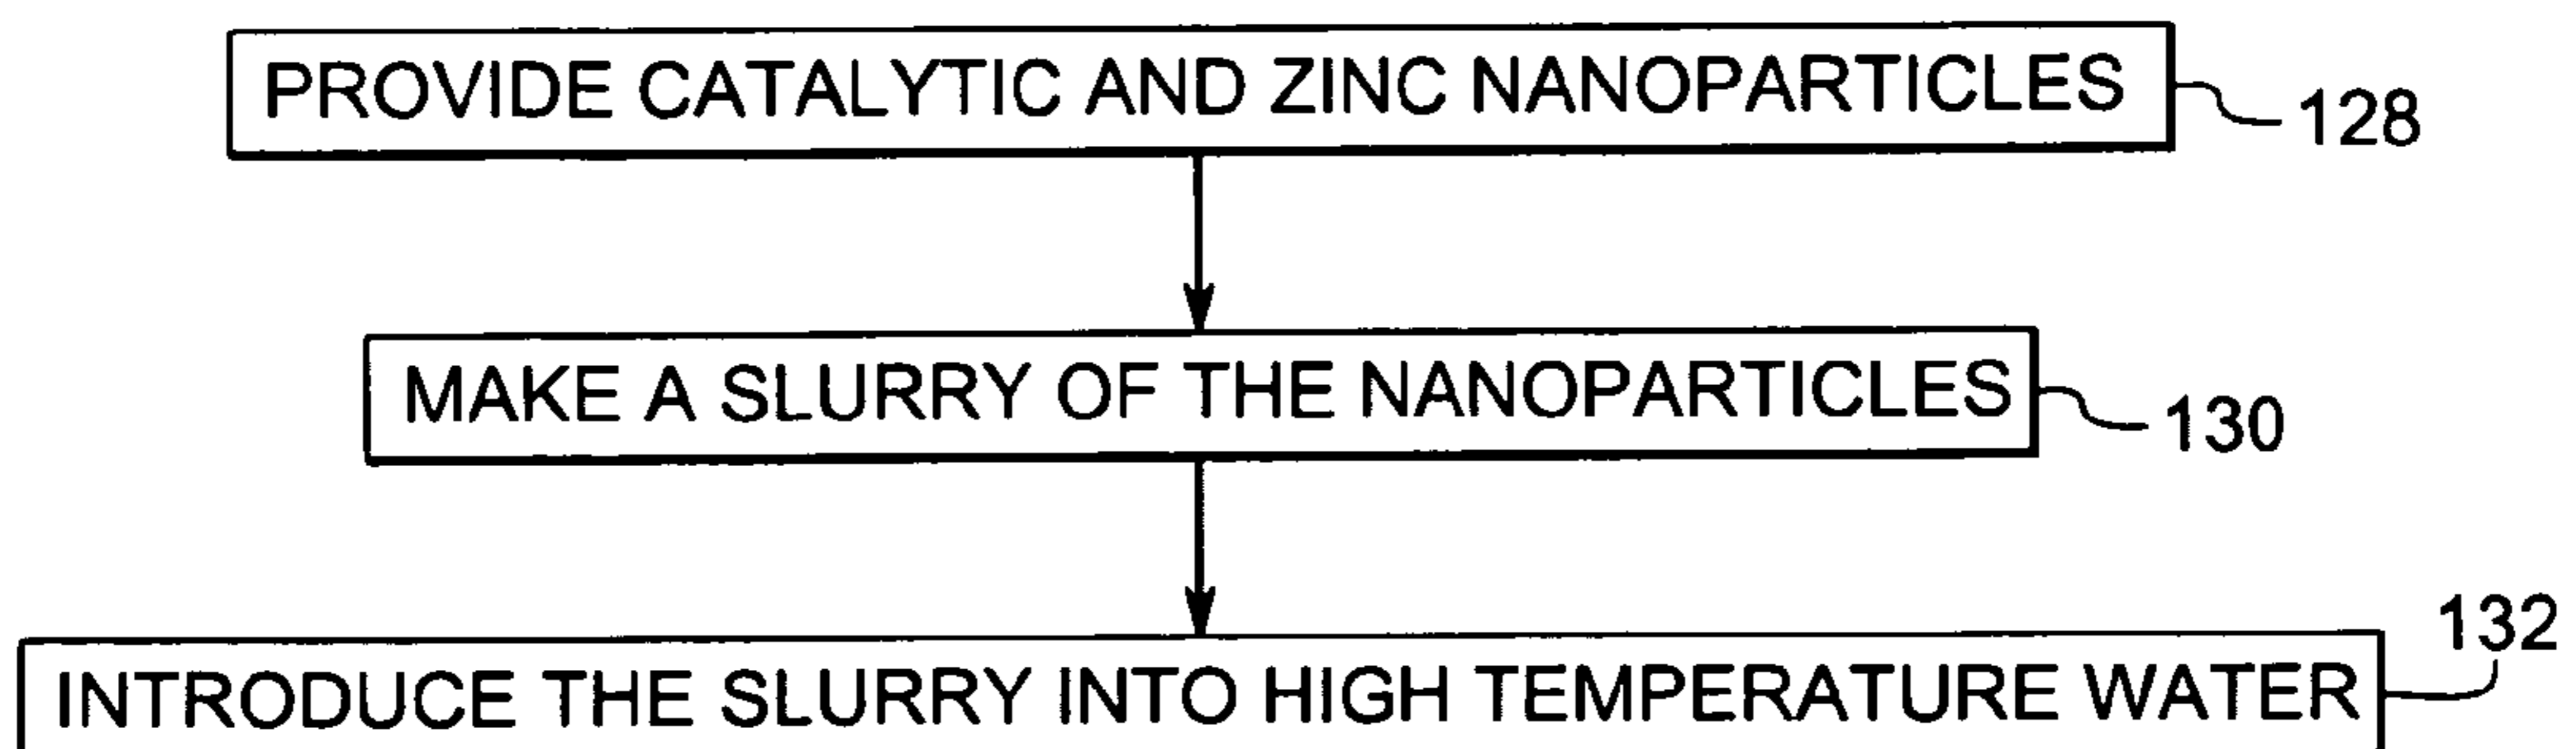 PROVIDE CATALYTIC AND ZINC NANOPARTICLES
128
MAKE A SLURRY OF THE NANOPARTICLES
130
132
INTRODUCE THE SLURRY INTO HIGH TEMPERATURE WATER